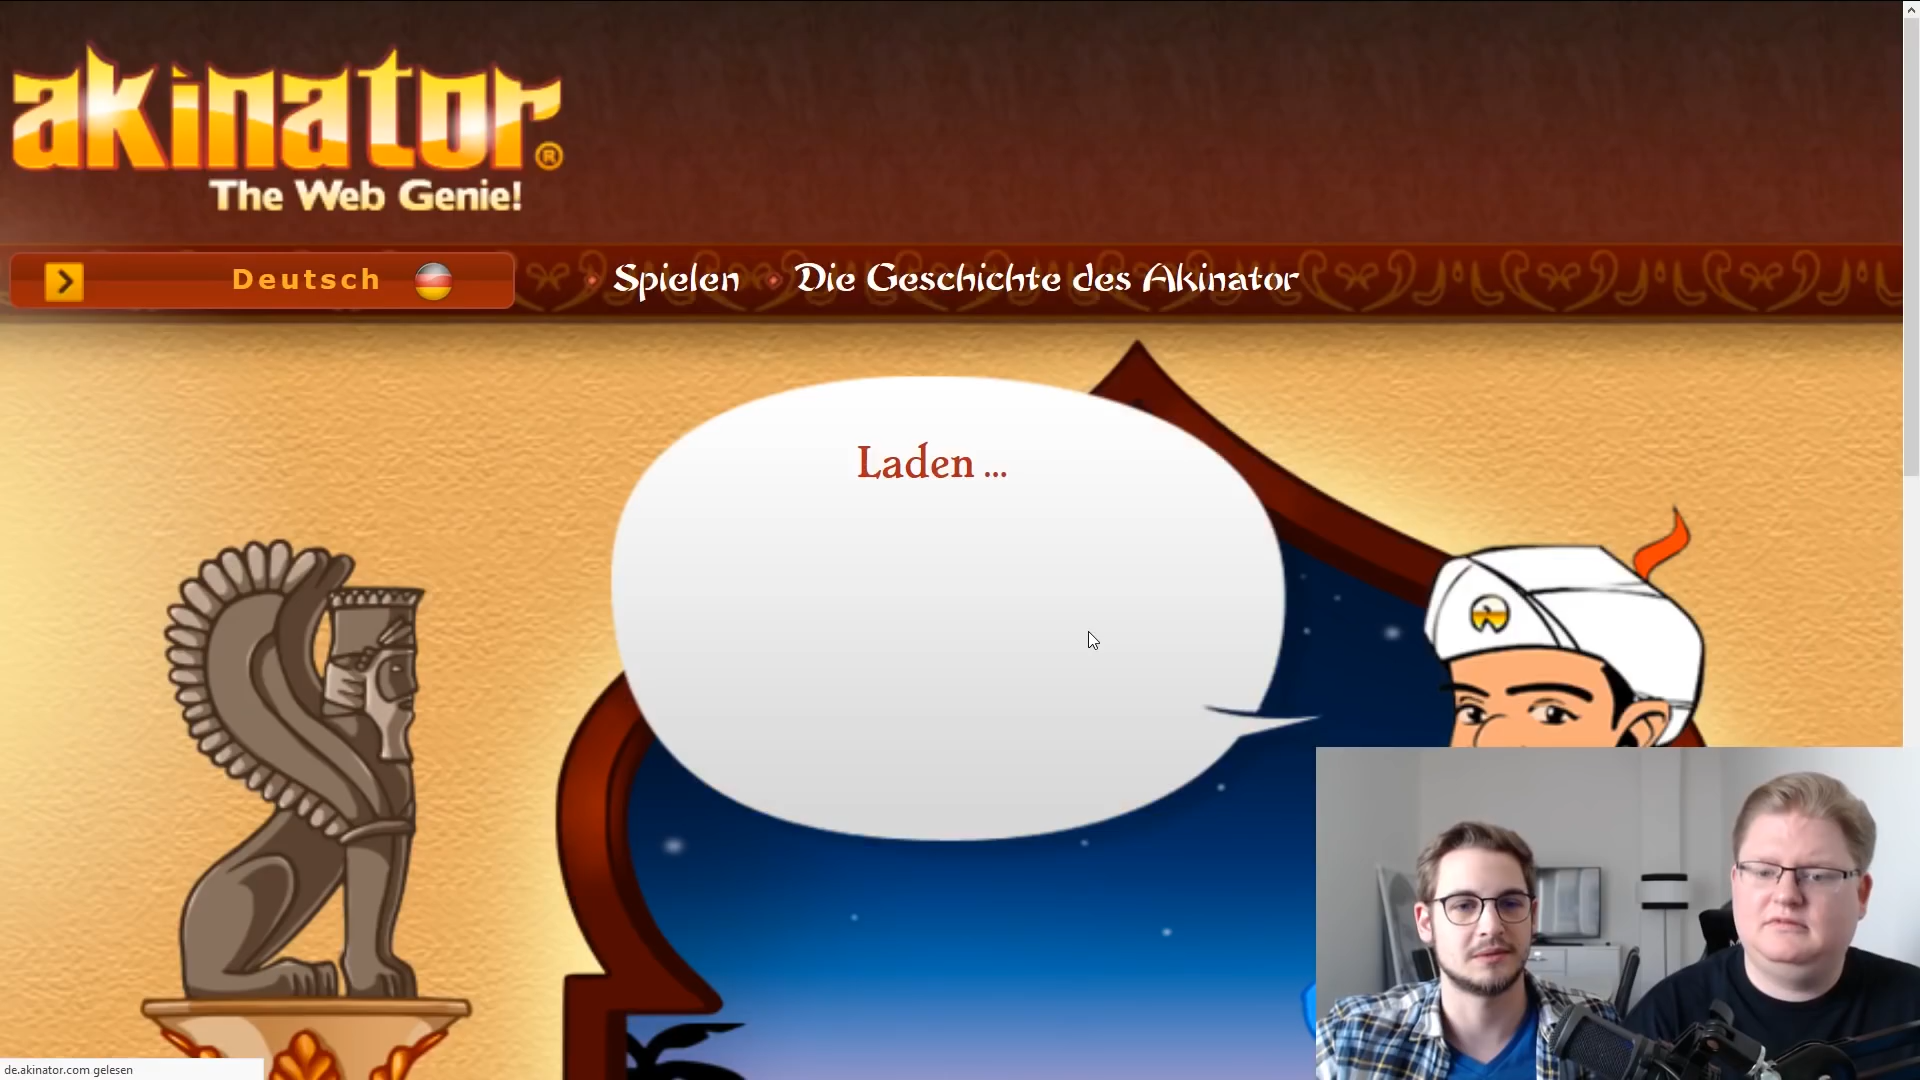 akinator®
The Web Genie!
Deutsch
Spielen
Die Geschichte des Akinator
Laden ...
de.akinator.com gelesen